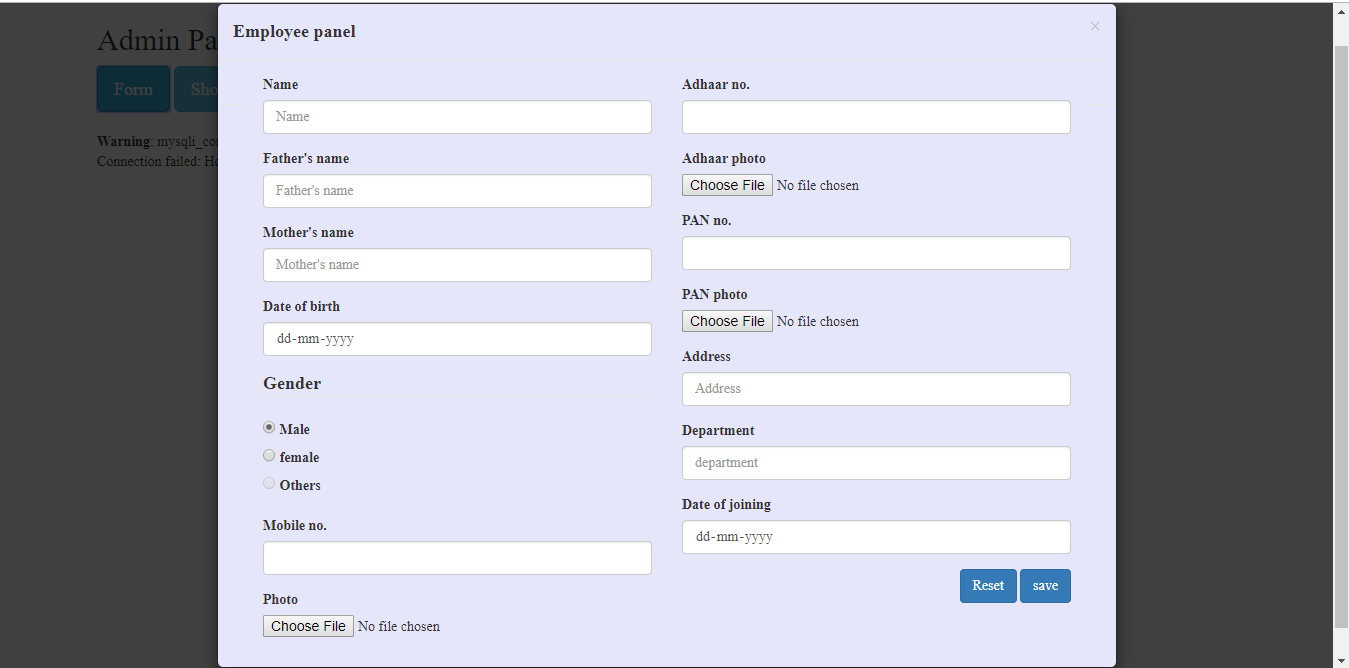 Admin Pa
Form
Sho
Warning: mysqli_co
Connection failed: Ho
Employee panel
×
Name
Name
Father's name
Father's name
Mother's name
Mother's name
Date of birth
dd-mm-yyyy
Gender
Male
female
Others
Mobile no.
Photo
Choose File No file chosen
Adhaar no.
Adhaar photo
Choose File No file chosen
PAN no.
PAN photo
Choose File No file chosen
Address
Address
Department
department
Date of joining
dd-mm-yyyy
Reset
save